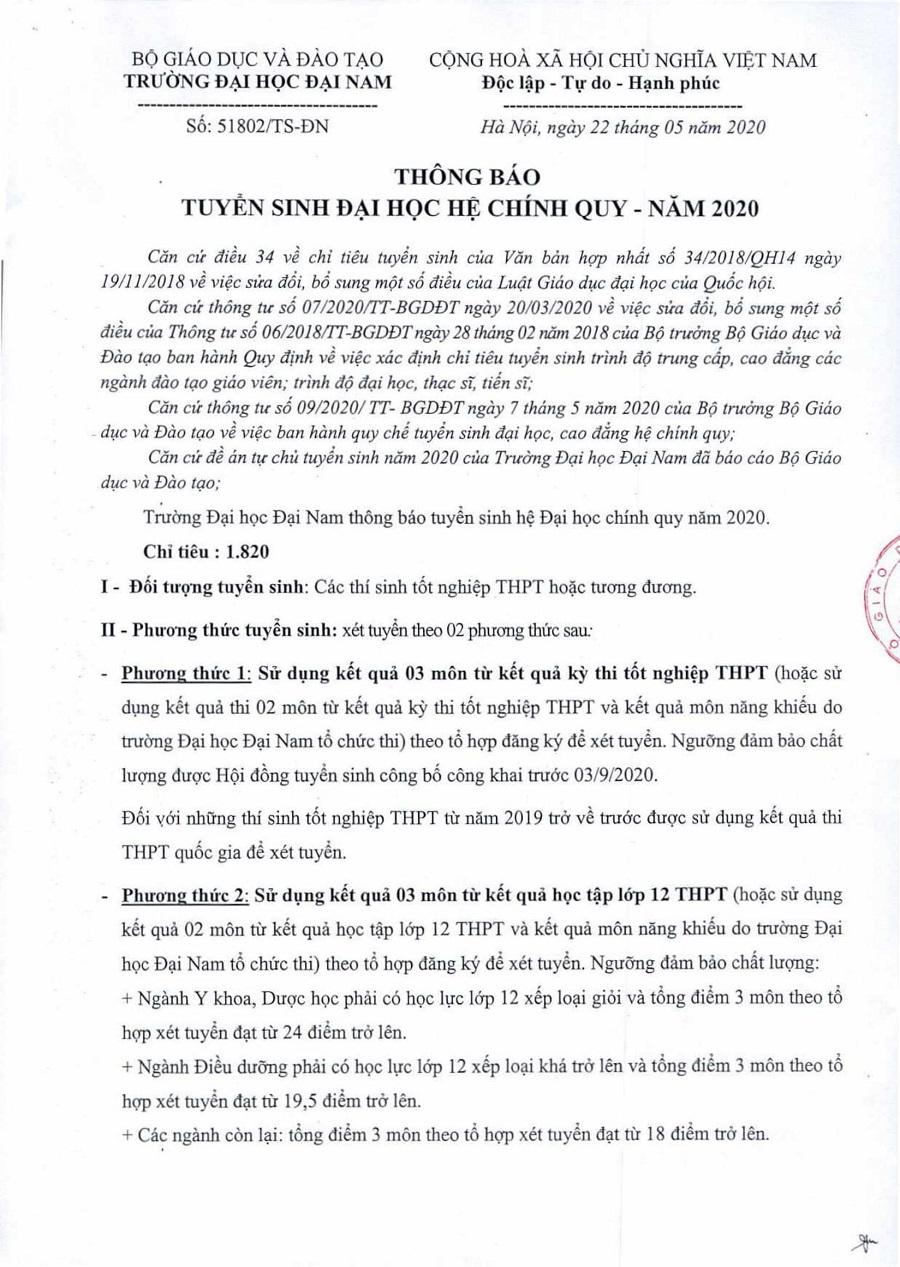 BỘ GIÁO DỤC VÀ ĐÀO TẠO
TRƯỜNG ĐẠI HỌC ĐẠI NAM
Số: 51802/TS-ĐN
CỘNG HOÀ XÃ HỘI CHỦ NGHĨA VIỆT NAM
Độc lập - Tự do - Hạnh phúc
Hà Nội, ngày 22 tháng 05 năm 2020
THÔNG BÁO
TUYỂN SINH ĐẠI HỌC HỆ CHÍNH QUY - NĂM 2020
Căn cứ điều 34 về chỉ tiêu tuyển sinh của Văn bản hợp nhất số 34/2018/QH14 ngày
19/11/2018 về việc sửa đổi, bổ sung một số điều của Luật Giáo dục đại học của Quốc hội.
Căn cứ thông tư số 07/2020/TT-BGDĐT ngày 20/03/2020 về việc sửa đổi, bổ sung một số
điều của Thông tư số 06/2018/TT-BGDĐT ngày 28 tháng 02 năm 2018 của Bộ trưởng Bộ Giáo dục và
Đào tạo ban hành Quy định về việc xác định chỉ tiêu tuyển sinh trình độ trung cấp, cao đẳng các
ngành đào tạo giáo viên; trình độ đại học, thạc sĩ, tiến sĩ;
Căn cứ thông tư số 09/2020/ TT- BGDĐT ngày 7 tháng 5 năm 2020 của Bộ trưởng Bộ Giáo
dục và Đào tạo về việc ban hành quy chế tuyển sinh đại học, cao đẳng hệ chính quy;
Căn cứ đề án tự chủ tuyển sinh năm 2020 của Trường Đại học Đại Nam đã báo cáo Bộ Giáo
dục và Đào tạo;
Trường Đại học Đại Nam thông báo tuyển sinh hệ Đại học chính quy năm 2020.
Chỉ tiêu : 1.820
I - Đối tượng tuyển sinh: Các thí sinh tốt nghiệp THPT hoặc tương đương.
II - Phương thức tuyển sinh: xét tuyển theo 02 phương thức sau:
- Phương thức 1: Sử dụng kết quả 03 môn từ kết quả kỳ thi tốt nghiệp THPT (hoặc sử
dụng kết quả thi 02 môn từ kết quả kỳ thi tốt nghiệp THPT và kết quả môn năng khiếu do
trường Đại học Đại Nam tổ chức thi) theo tổ hợp đăng ký để xét tuyển. Ngưỡng đảm bảo chất
lượng được Hội đồng tuyển sinh công bố công khai trước 03/9/2020.
Đối với những thí sinh tốt nghiệp THPT từ năm 2019 trở về trước được sử dụng kết quả thi
THPT quốc gia để xét tuyển.
- Phương thức 2: Sử dụng kết quả 03 môn từ kết quả học tập lớp 12 THPT (hoặc sử dụng
kết quả 02 môn từ kết quả học tập lớp 12 THPT và kết quả môn năng khiếu do trường Đại
học Đại Nam tổ chức thi) theo tổ hợp đăng ký để xét tuyển. Ngưỡng đảm bảo chất lượng:
+ Ngành Y khoa, Dược học phải có học lực lớp 12 xếp loại giỏi và tổng điểm 3 môn theo tổ
hợp xét tuyển đạt từ 24 điểm trở lên.
+ Ngành Điều dưỡng phải có học lực lớp 12 xếp loại khá trở lên và tổng điểm 3 môn theo tổ
hợp xét tuyển đạt từ 19,5 điểm trở lên.
+ Các ngành còn lại: tổng điểm 3 môn theo tổ hợp xét tuyển đạt từ 18 điểm trở lên.